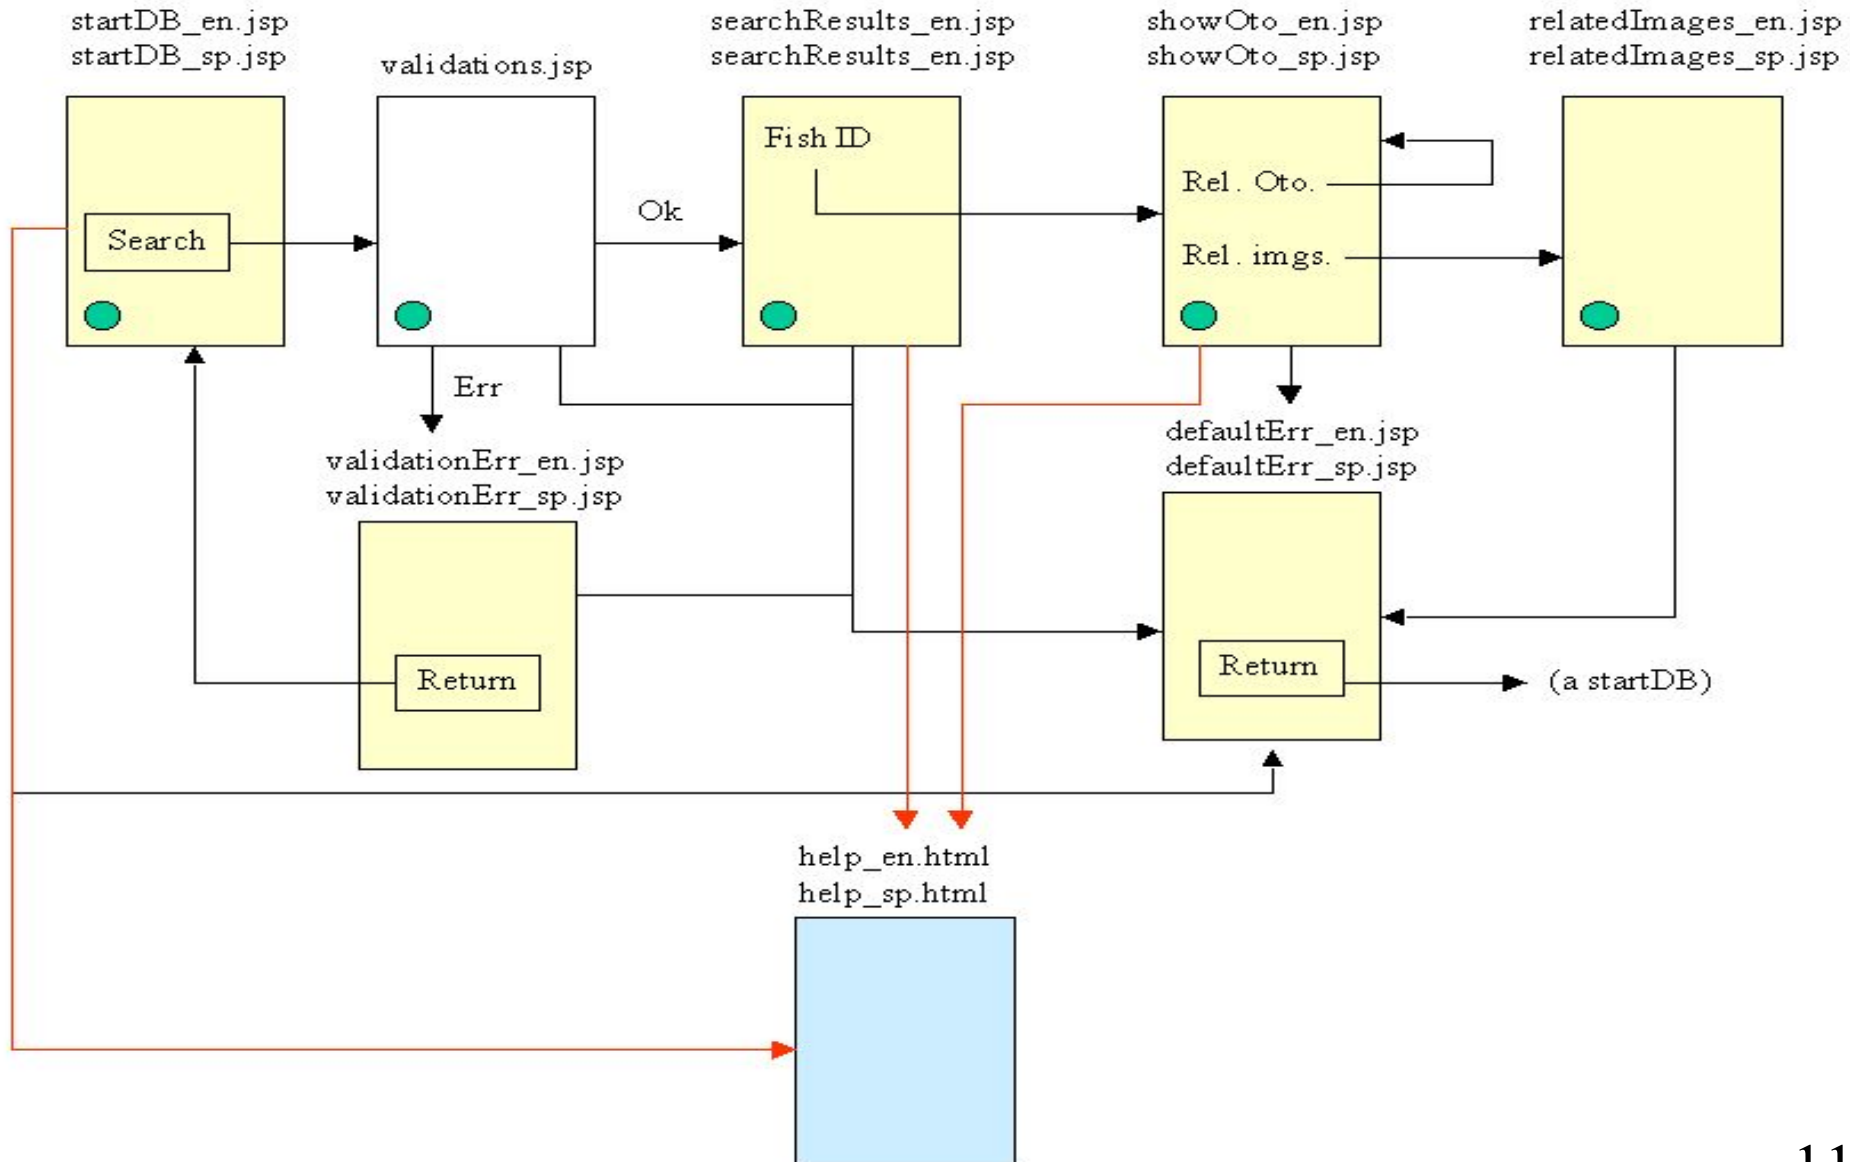 startDB_en.jsp
startDB_sp.jsp
validations.jsp
searchResults_en.jsp
searchResults_en.jsp
showOto_en.jsp
showOto_sp.jsp
relatedImages_en.jsp
relatedImages_sp.jsp
Search
Ok
Fish ID
Rel. Oto.
Rel. imgs.
Err
validationErr_en.jsp
validationErr_sp.jsp
Return
defaultErr_en.jsp
defaultErr_sp.jsp
Return
(a startDB)
help_en.html
help_sp.html
11